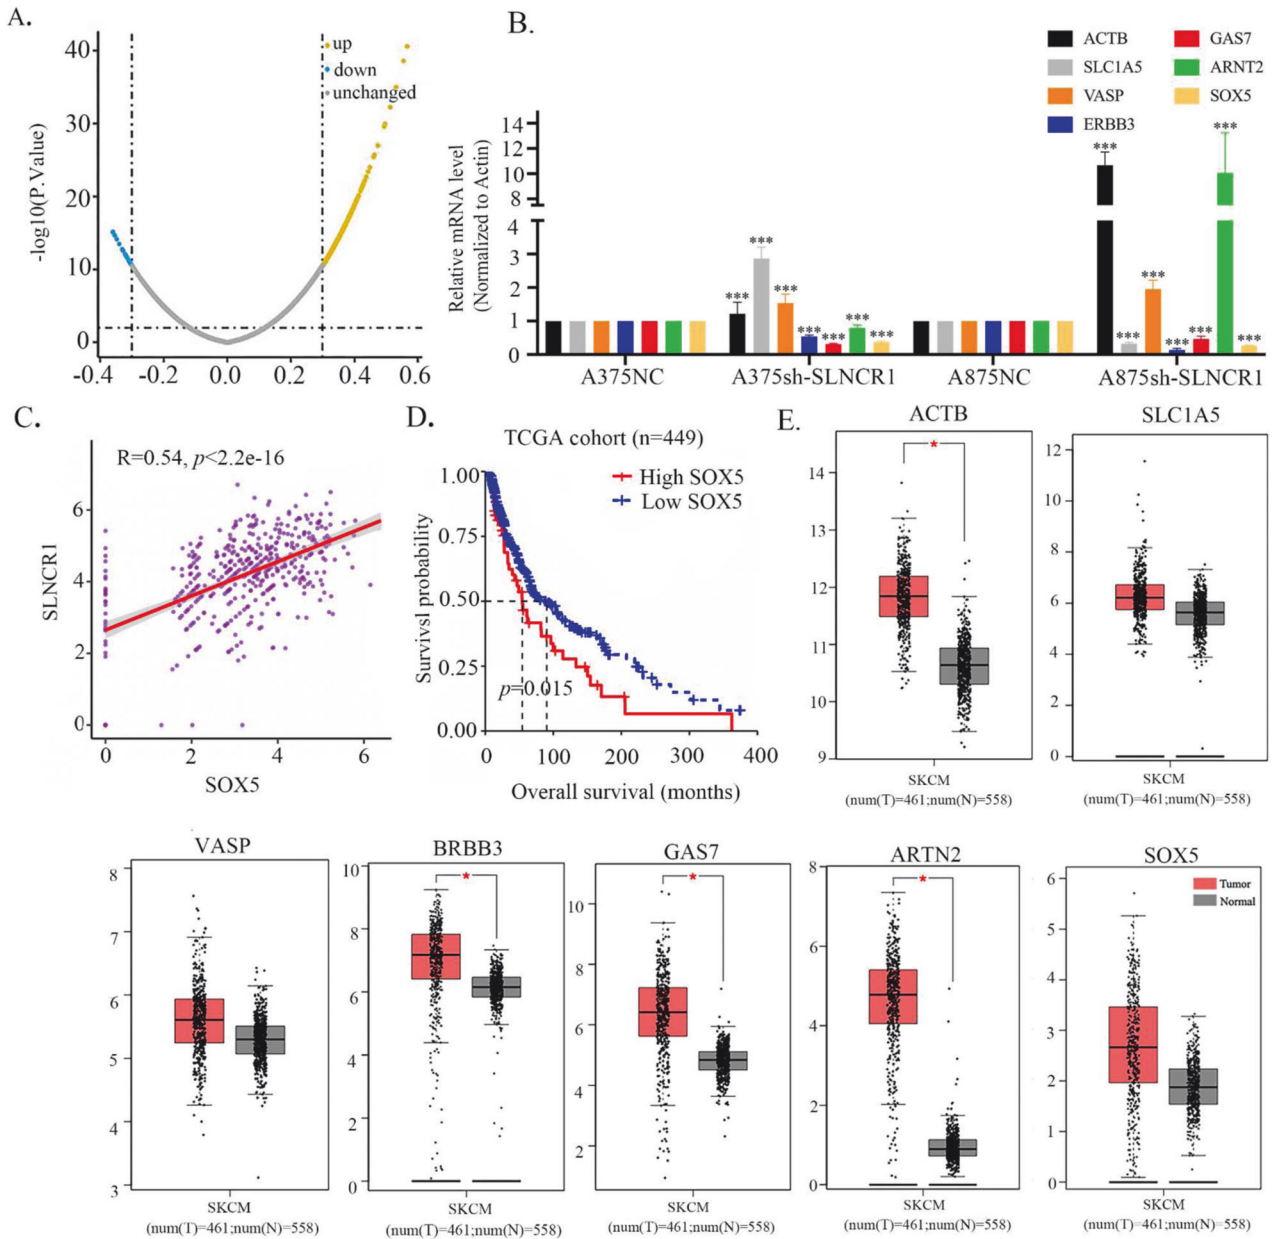 A.
up
down
unchanged
-log10(P.Value)
40
30
20
10
0
-0.4
-0.2
0.0
0.2
0.4
0.6
B.
ACTB
GAS7
SLC1A5
ARNT2
VASP
SOX5
ERBB3
Relative mRNA level
(Normalized to Actin)
14
12
10
8
4
3
2
1
0
***
***
***
***
***
***
***
***
***
***
***
***
***
***
A375NC
A375sh-SLNCR1
A875NC
A875sh-SLNCR1
C.
R=0.54, p<2.2e-16
SLNCR1
6
4
2
0
0
2
4
6
SOX5
D.
TCGA cohort (n=449)
High SOX5
Low SOX5
Survivsl probability
1.00
0.75
0.50
0.25
0.00
p=0.015
0
100
200
300
400
Overall survival (months)
E.
ACTB
14
13
12
11
10
9
SKCM
(num(T)=461;num(N)=558)
SLC1A5
12
10
8
6
4
2
0
SKCM
(num(T)=461;num(N)=558)
VASP
8
7
6
5
4
3
SKCM
(num(T)=461;num(N)=558)
BRBB3
10
8
6
4
2
0
SKCM
(num(T)=461;num(N)=558)
GAS7
10
8
6
4
2
SKCM
(num(T)=461;num(N)=558)
ARTN2
8
6
4
2
0
SKCM
(num(T)=461;num(N)=558)
SOX5
Tumor
Normal
6
5
4
3
2
1
0
SKCM
(num(T)=461;num(N)=558)